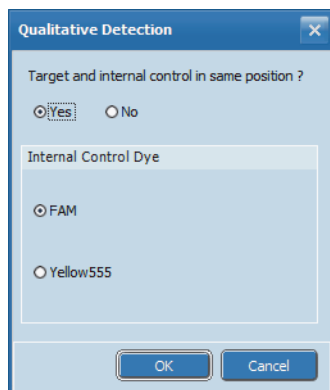 Qualitative Detection
Target and internal control in same position ?
Yes No
Internal Control Dye
FAM
Yellow555
OK Cancel